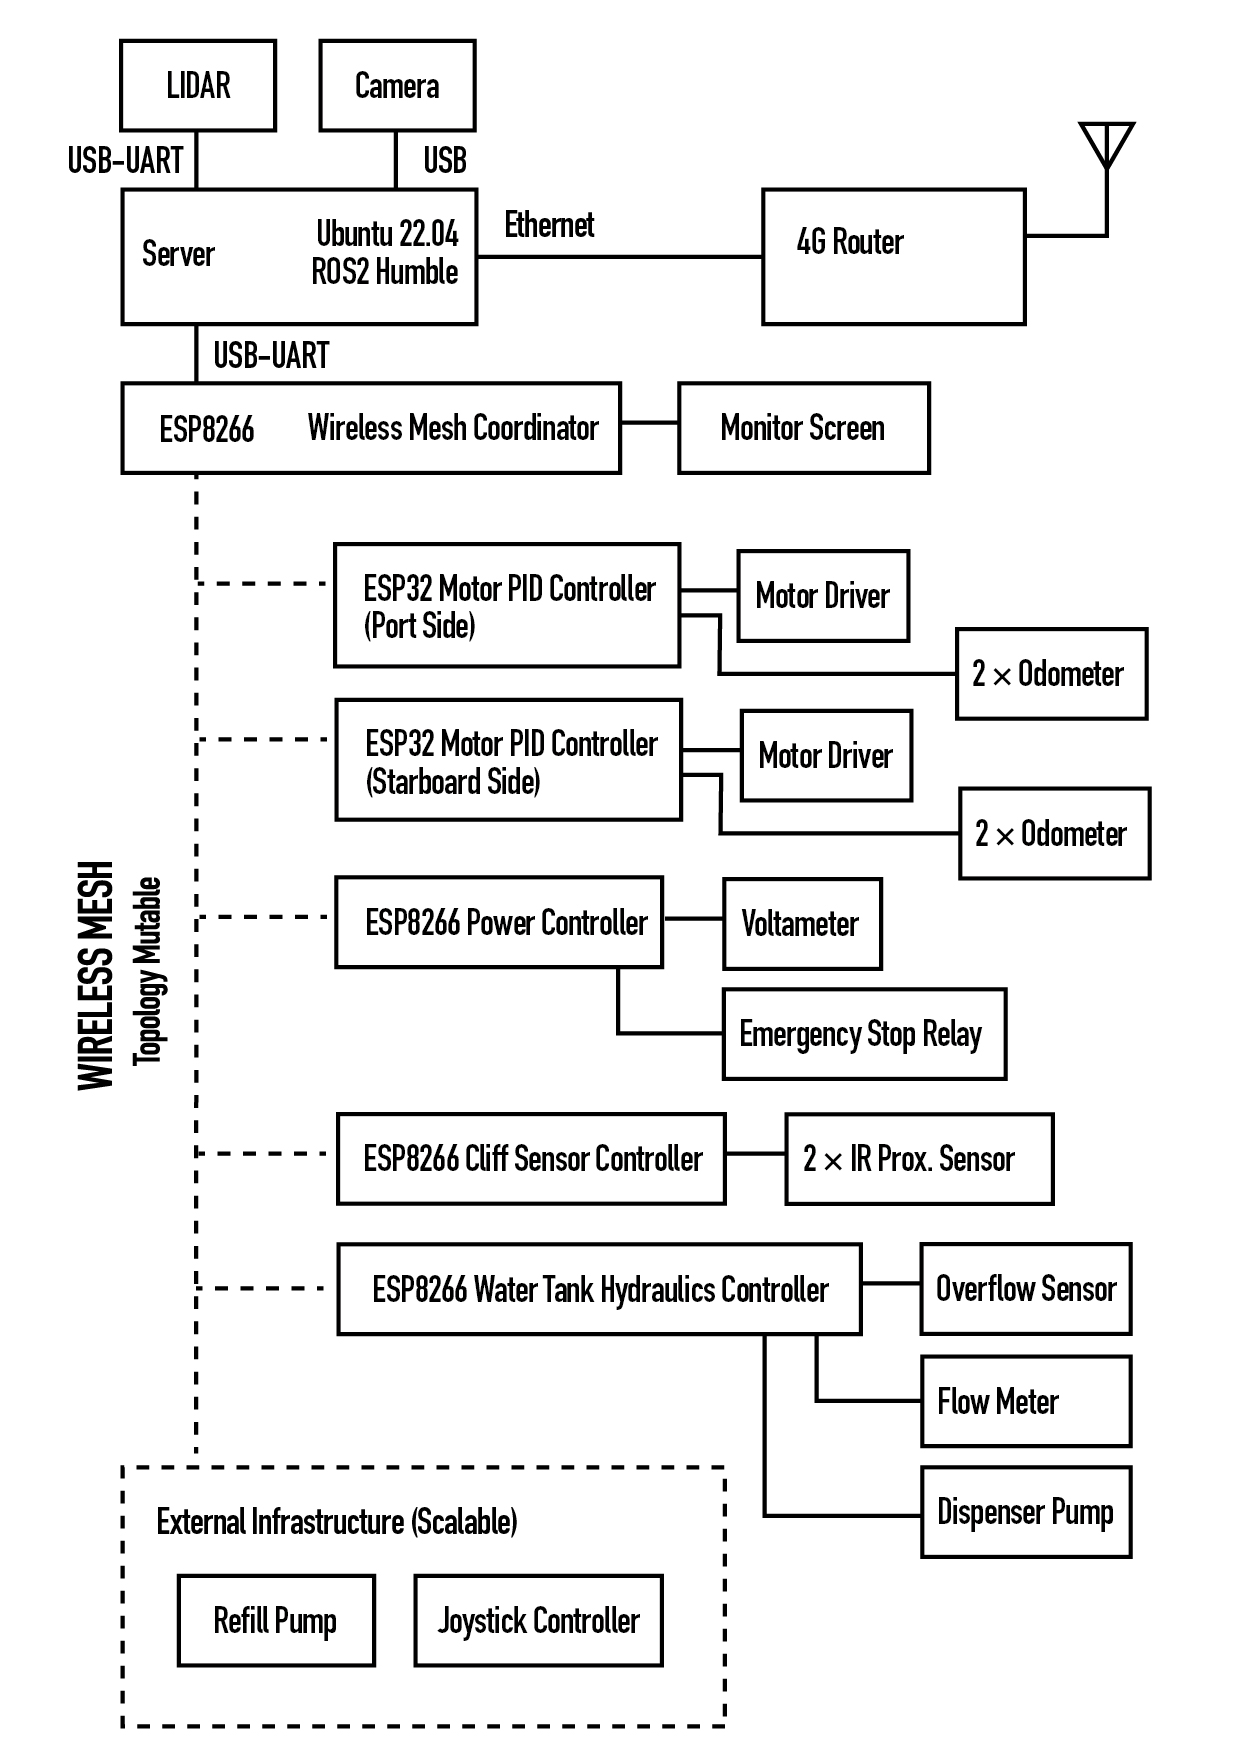 LIDAR
Camera
USB-UART
USB
Server
Ubuntu 22.04
ROS2 Humble
Ethernet
4G Router
USB-UART
ESP8266
Wireless Mesh Coordinator
Monitor Screen
ESP32 Motor PID Controller
(Port Side)
Motor Driver
2 × Odometer
ESP32 Motor PID Controller
(Starboard Side)
Motor Driver
2 × Odometer
WIRELESS MESH
Topology Mutable
ESP8266 Power Controller
Voltameter
Emergency Stop Relay
ESP8266 Cliff Sensor Controller
2 × IR Prox. Sensor
ESP8266 Water Tank Hydraulics Controller
Overflow Sensor
Flow Meter
Dispenser Pump
External Infrastructure (Scalable)
Refill Pump
Joystick Controller